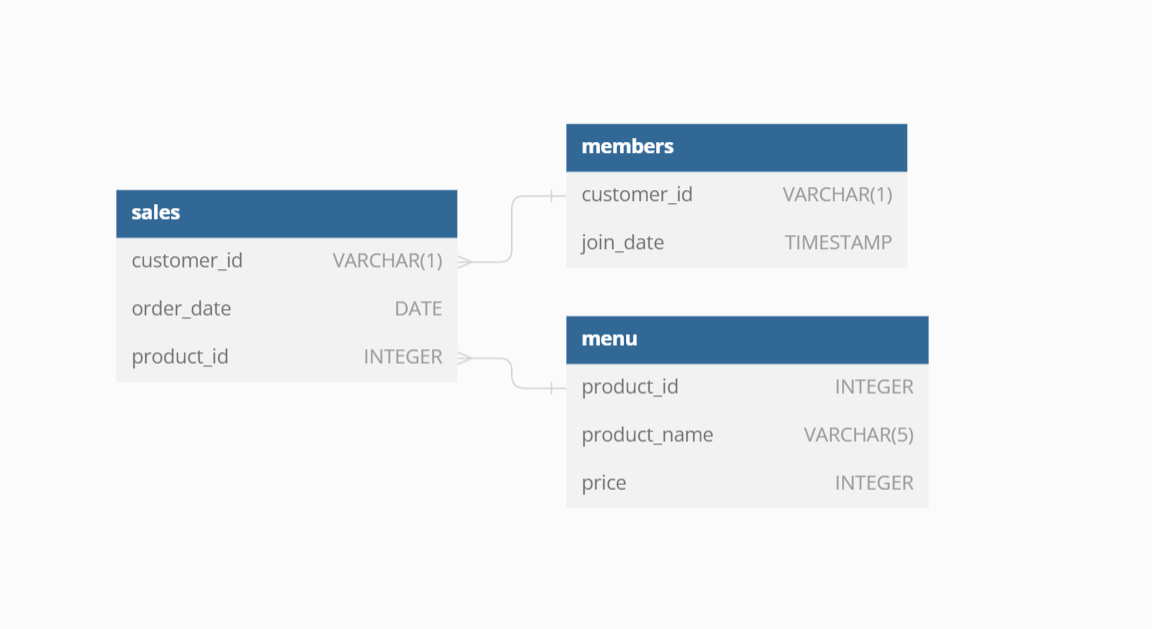 sales
customer_id VARCHAR(1)
order_date DATE
product_id INTEGER
members
customer_id VARCHAR(1)
join_date TIMESTAMP
menu
product_id INTEGER
product_name VARCHAR(5)
price INTEGER